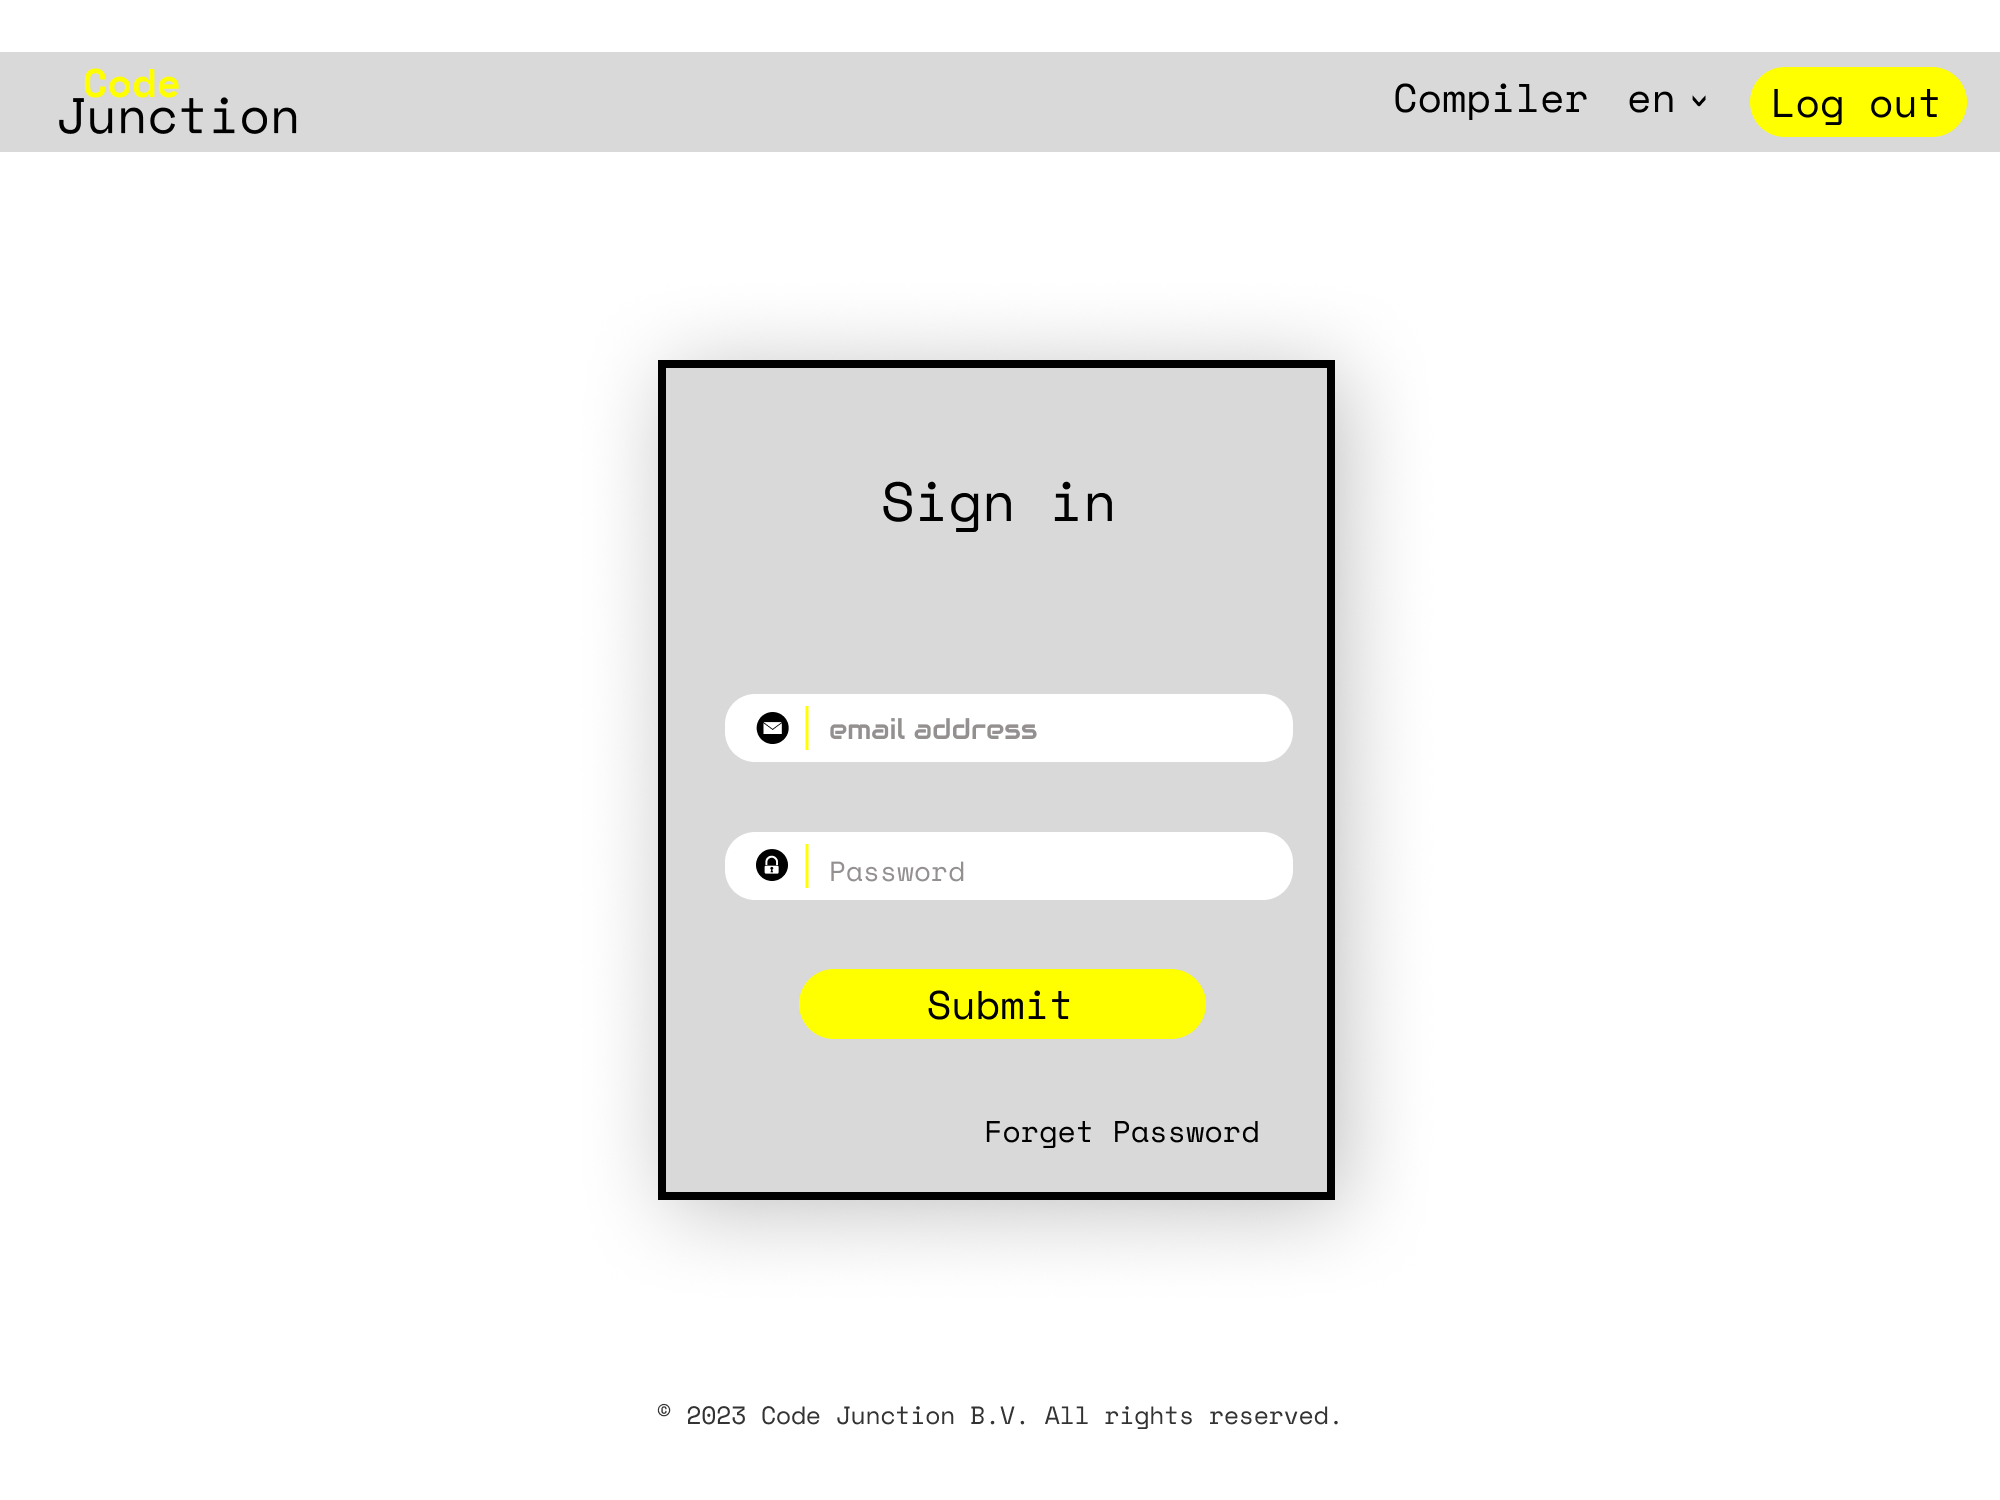 Code
Junction
Compiler en Log out
Sign in
email address
Password
Submit
Forget Password
© 2023 Code Junction B.V. All rights reserved.